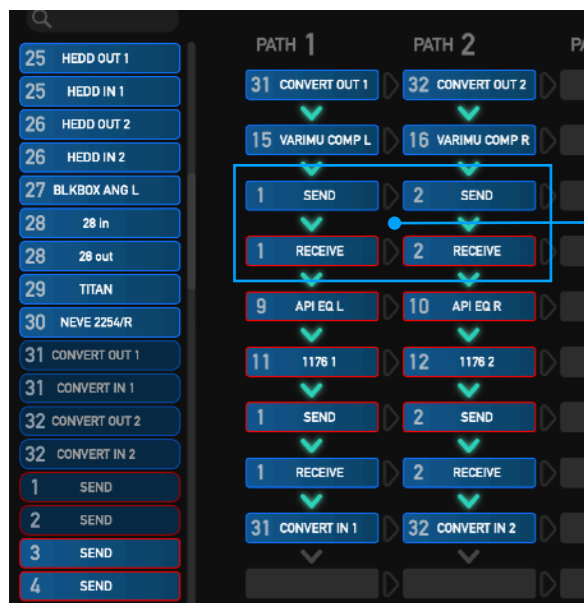 PATH 1
PATH 2
PA
25 HEDD OUT 1
25 HEDD IN 1
26 HEDD OUT 2
26 HEDD IN 2
27 BLKBOX ANG L
28 28 in
28 28 out
29 TITAN
30 NEVE 2254/R
31 CONVERT OUT 1
31 CONVERT IN 1
32 CONVERT OUT 2
32 CONVERT IN 2
1 SEND
2 SEND
3 SEND
4 SEND
31 CONVERT OUT 1
32 CONVERT OUT 2
15 VARIMU COMP L
16 VARIMU COMP R
1 SEND
2 SEND
1 RECEIVE
2 RECEIVE
9 API EQ L
10 API EQ R
11 1176 1
12 1176 2
1 SEND
2 SEND
1 RECEIVE
2 RECEIVE
31 CONVERT IN 1
32 CONVERT IN 2